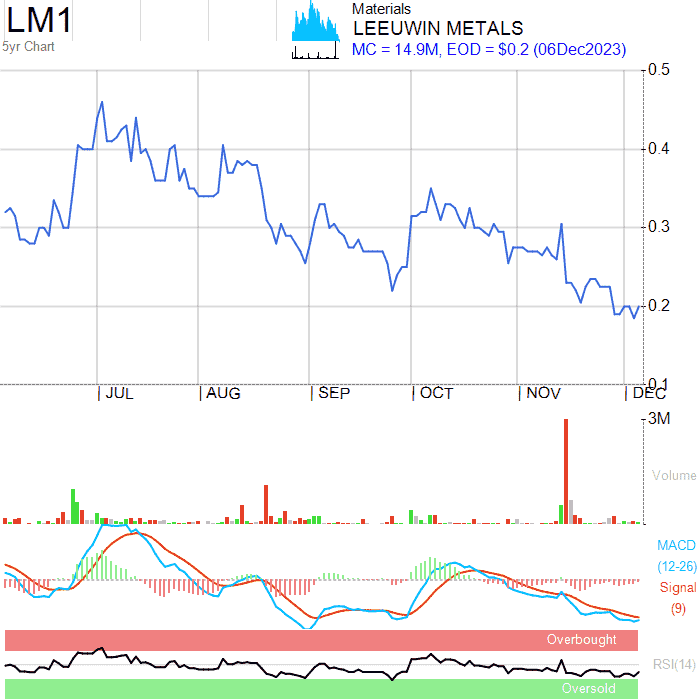 LM1
5yr Chart
Materials
LEEUWIN METALS
MC = 14.9M, EOD = $0.2 (06Dec2023)
0.5
0.4
0.3
0.2
0.1
JUL AUG SEP OCT NOV DEC
3M
Volume
MACD
(12-26)
Signal
(9)
Overbought
RSI(14)
Oversold